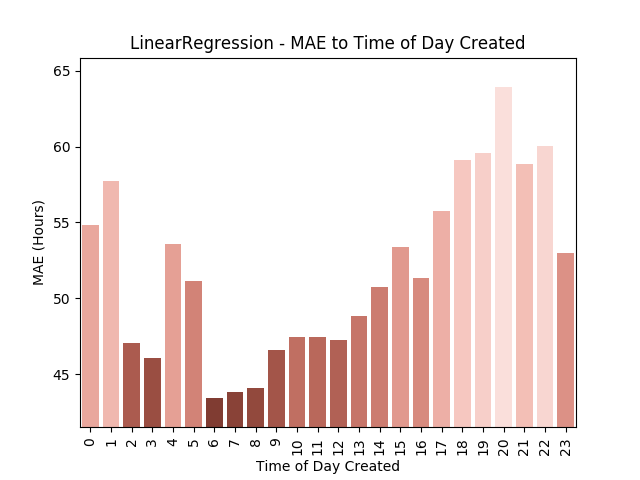 LinearRegression - MAE to Time of Day Created
65
60
55
50
45
MAE (Hours)
0 1 2 3 4 5 6 7 8 9 10 11 12 13 14 15 16 17 18 19 20 21 22 23
Time of Day Created